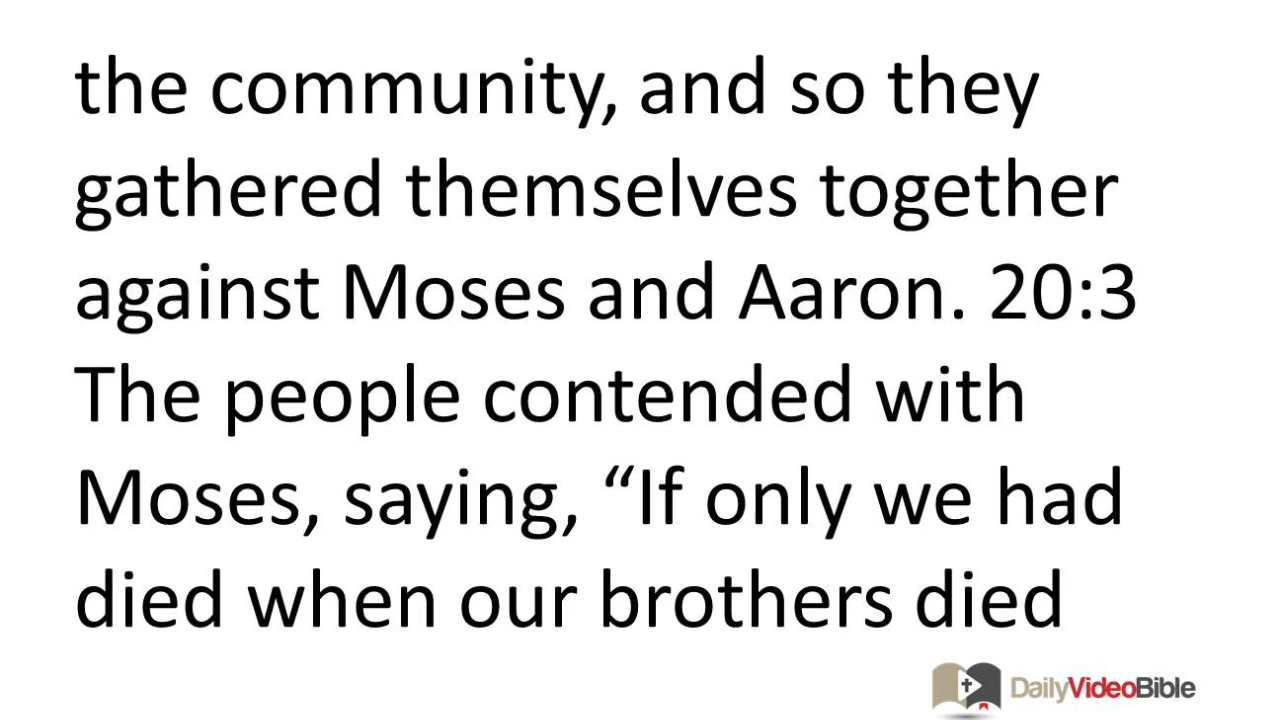 the community, and so they
gathered themselves together
against Moses and Aaron. 20:3
The people contended with
Moses, saying, “If only we had
died when our brothers died
DailyVideoBible